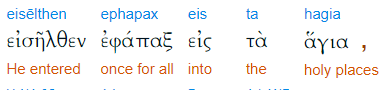 eisēlthen ephapax eis ta hagia
εἰσῆλθεν ἐφάπαξ εἰς τὰ ἅγια ,
He entered once for all into the holy places